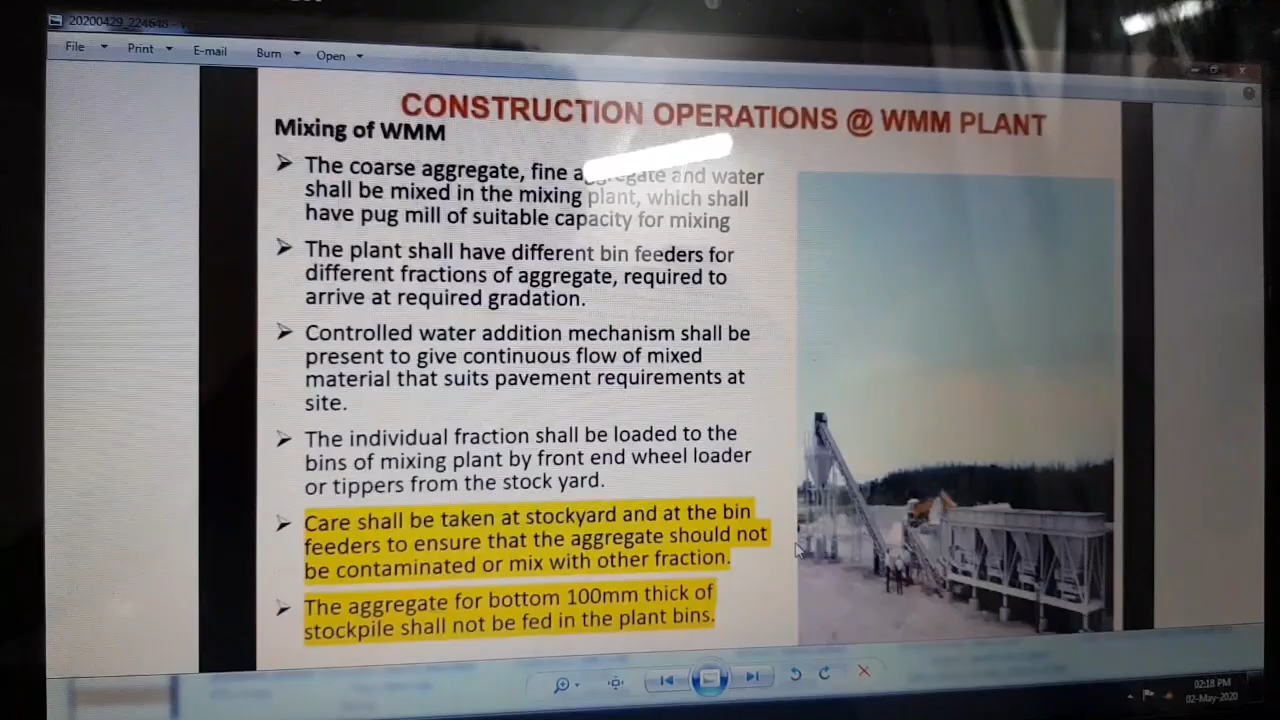 20200429_224648 -
File
Print
E-mail
Burn
Open
CONSTRUCTION OPERATIONS @ WMM PLANT
Mixing of WMM
➢ The coarse aggregate, fine aggregate and water
shall be mixed in the mixing plant, which shall
have pug mill of suitable capacity for mixing
➢ The plant shall have different bin feeders for
different fractions of aggregate, required to
arrive at required gradation.
➢ Controlled water addition mechanism shall be
present to give continuous flow of mixed
material that suits pavement requirements at
site.
➢ The individual fraction shall be loaded to the
bins of mixing plant by front end wheel loader
or tippers from the stock yard.
➢ Care shall be taken at stockyard and at the bin
feeders to ensure that the aggregate should not
be contaminated or mix with other fraction.
➢ The aggregate for bottom 100mm thick of
stockpile shall not be fed in the plant bins.
02:18 PM
02-May-2020